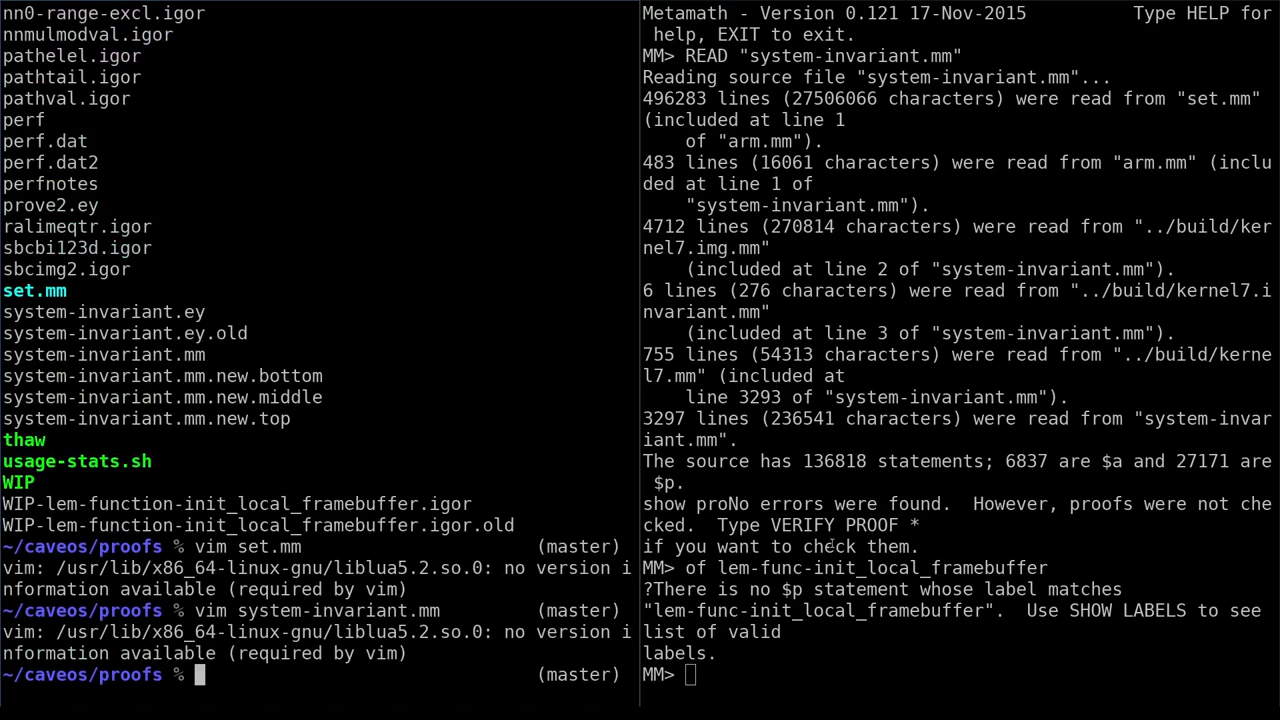 nn0-range-excl.igor
nnmulmodval.igor
pathelel.igor
pathtail.igor
pathval.igor
perf
perf.dat
perf.dat2
perfnotes
prove2.ey
ralimeqtr.igor
sbcbi123d.igor
sbcimg2.igor
set.mm
system-invariant.ey
system-invariant.ey.old
system-invariant.mm
system-invariant.mm.new.bottom
system-invariant.mm.new.middle
system-invariant.mm.new.top
thaw
usage-stats.sh
WIP
WIP-lem-function-init_local_framebuffer.igor
WIP-lem-function-init_local_framebuffer.igor.old
~/caveos/proofs % vim set.mm (master)
vim: /usr/lib/x86_64-linux-gnu/liblua5.2.so.0: no version i
nformation available (required by vim)
~/caveos/proofs % vim system-invariant.mm (master)
vim: /usr/lib/x86_64-linux-gnu/liblua5.2.so.0: no version i
nformation available (required by vim)
~/caveos/proofs % (master)
Metamath - Version 0.121 17-Nov-2015 Type HELP for
help, EXIT to exit.
MM> READ "system-invariant.mm"
Reading source file "system-invariant.mm"...
496283 lines (27506066 characters) were read from "set.mm"
(included at line 1
of "arm.mm").
483 lines (16061 characters) were read from "arm.mm" (inclu
ded at line 1 of
"system-invariant.mm").
4712 lines (270814 characters) were read from "../build/ker
nel7.img.mm"
(included at line 2 of "system-invariant.mm").
6 lines (276 characters) were read from "../build/kernel7.i
nvariant.mm"
(included at line 3 of "system-invariant.mm").
755 lines (54313 characters) were read from "../build/kerne
l7.mm" (included at
line 3293 of "system-invariant.mm").
3297 lines (236541 characters) were read from "system-invar
iant.mm".
The source has 136818 statements; 6837 are $a and 27171 are
$p.
show proNo errors were found. However, proofs were not che
cked. Type VERIFY PROOF *
if you want to check them.
MM> of lem-func-init_local_framebuffer
?There is no $p statement whose label matches
"lem-func-init_local_framebuffer". Use SHOW LABELS to see
list of valid
labels.
MM>